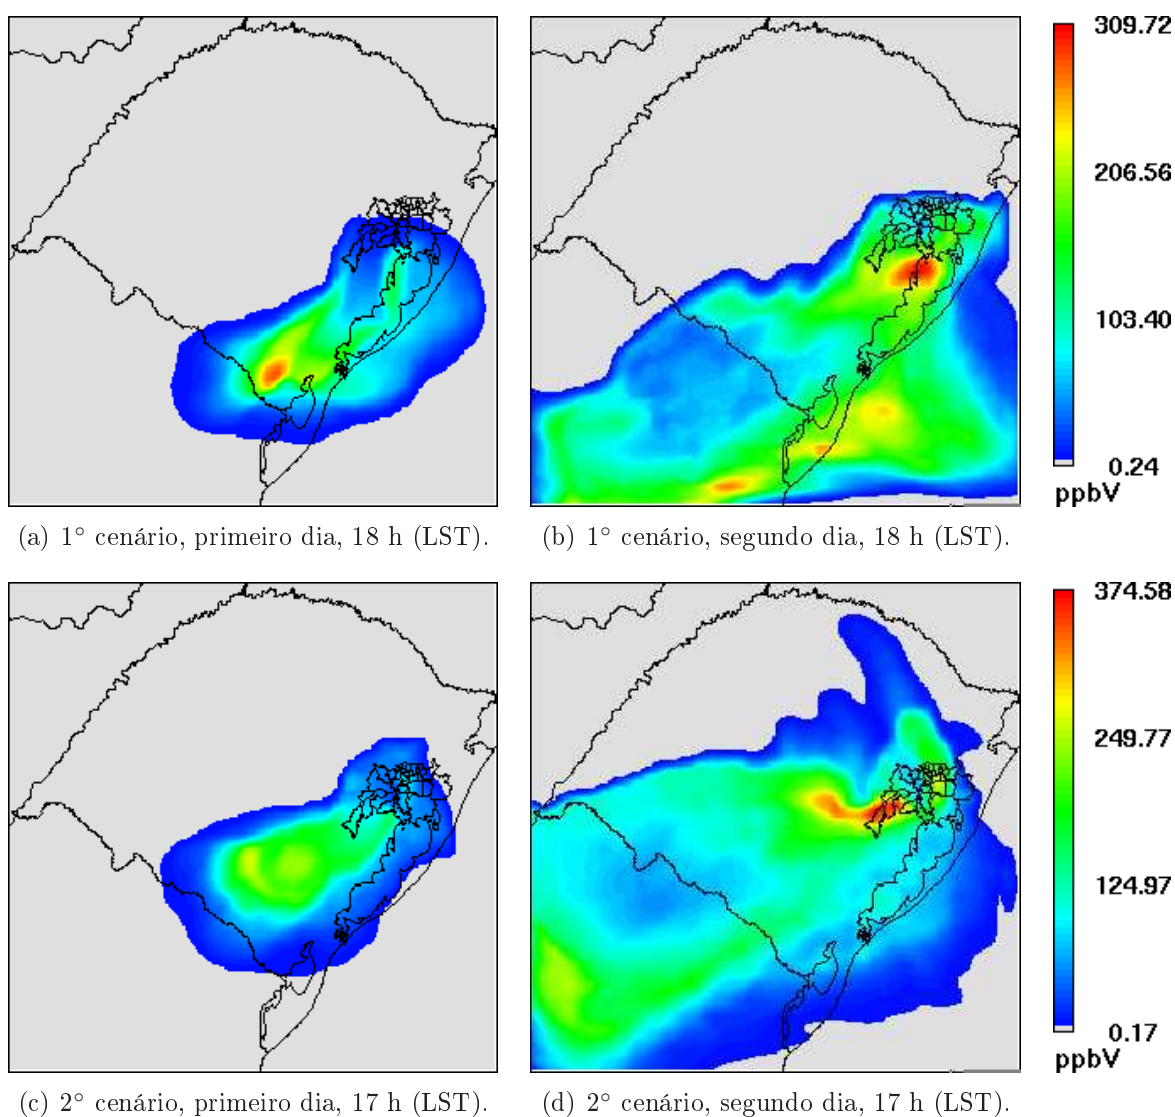 309.72
206.56
103.40
0.24
ppbV
(a) 1° cenário, primeiro dia, 18 h (LST).
(b) 1° cenário, segundo dia, 18 h (LST).
374.58
249.77
124.97
0.17
ppbV
(c) 2° cenário, primeiro dia, 17 h (LST).
(d) 2° cenário, segundo dia, 17 h (LST).